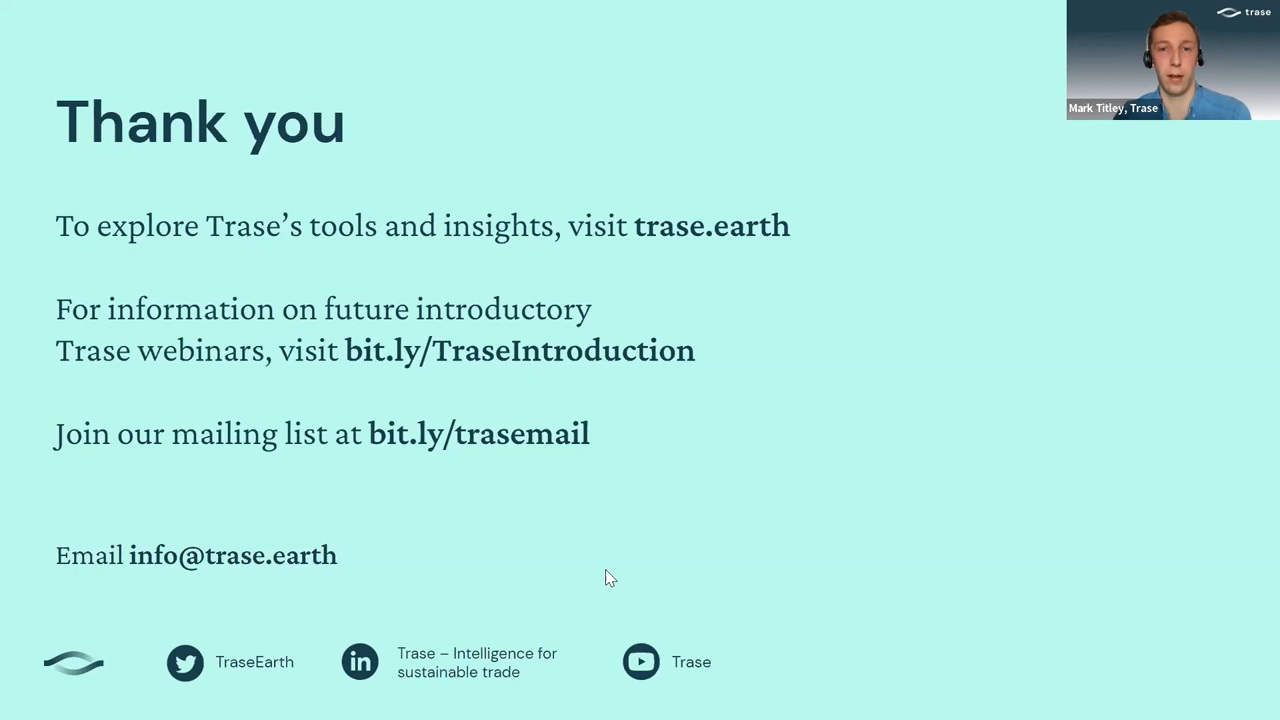 trase
Mark Titley, Trase
Thank you
To explore Trase’s tools and insights, visit trase.earth
For information on future introductory
Trase webinars, visit bit.ly/TraseIntroduction
Join our mailing list at bit.ly/trasemail
Email info@trase.earth
TraseEarth
in
Trase – Intelligence for
sustainable trade
Trase